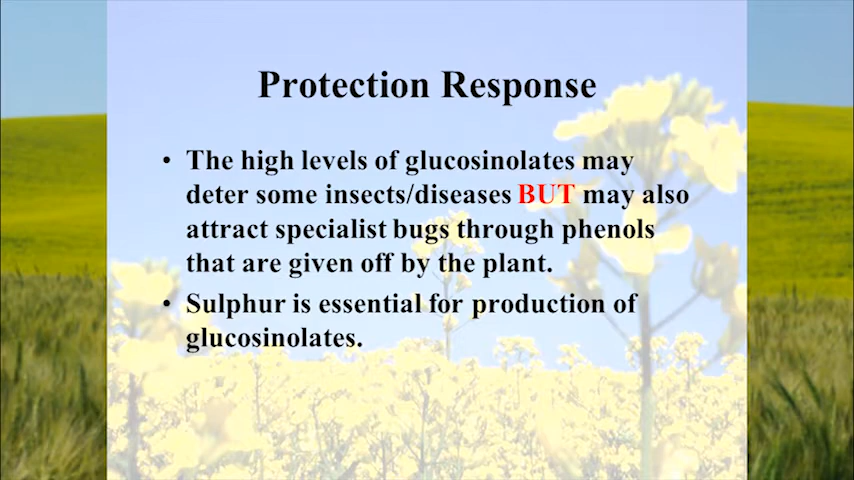 Protection Response
• The high levels of glucosinolates may
deter some insects/diseases BUT may also
attract specialist bugs through phenols
that are given off by the plant.
• Sulphur is essential for production of
glucosinolates.